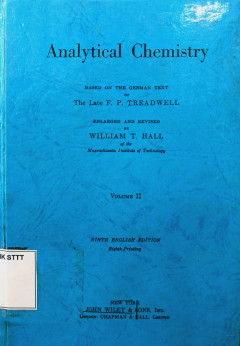 Analytical Chemistry
BASED ON THE GERMAN TEXT
OF
The Late F. P. TREADWELL
ENLARGED AND REVISED
BY
WILLIAM T. HALL
of the
Massachusetts Institute of Technology
VOLUME II
NINTH ENGLISH EDITION
Eighth Printing
IK STTT
NEW YORK
JOHN WILEY & SONS, INC.
LONDON: CHAPMAN & HALL, LIMITED